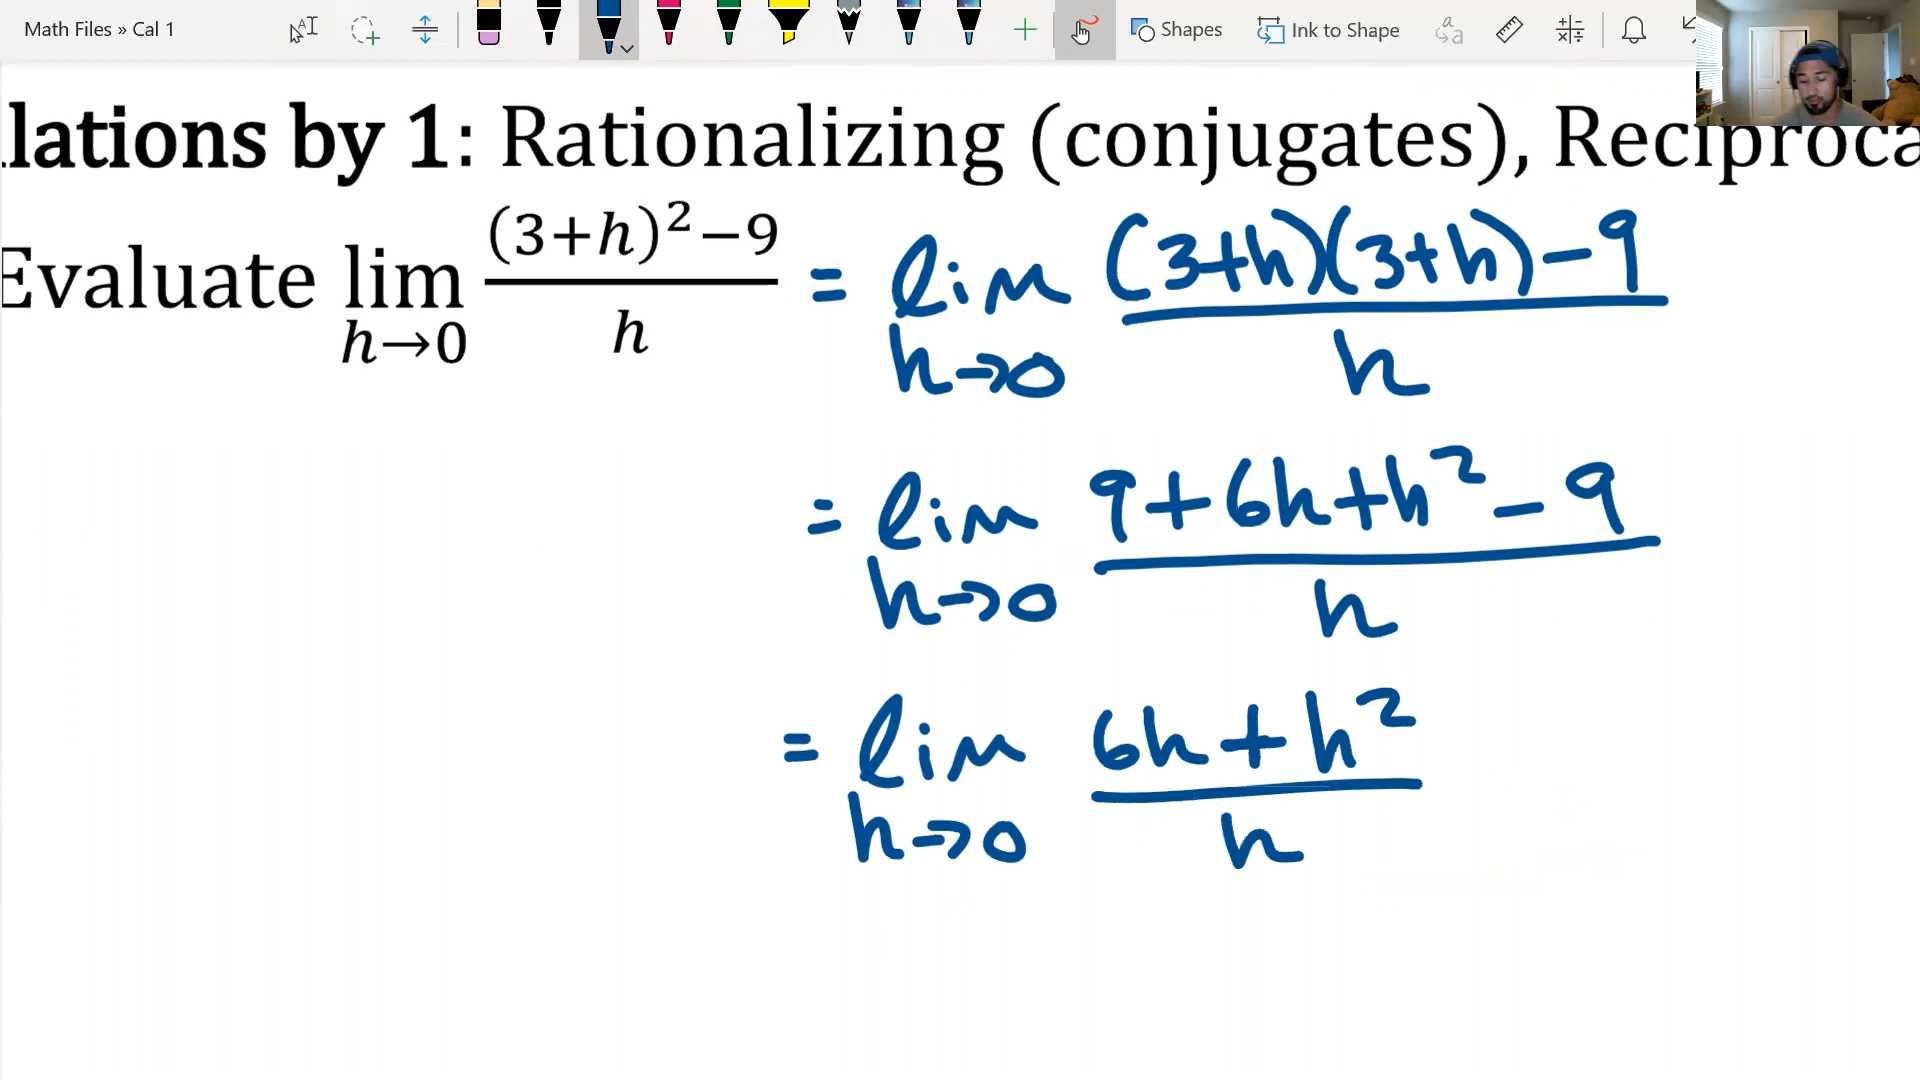 Math Files » Cal 1
Shapes
Ink to Shape
lations by 1: Rationalizing (conjugates), Reciproca
Evaluate lim h→0 ((3+h)²−9)/h = lim h→0 ((3+h)(3+h)−9)/h
= lim h→0 (9+6h+h²−9)/h
= lim h→0 (6h+h²)/h